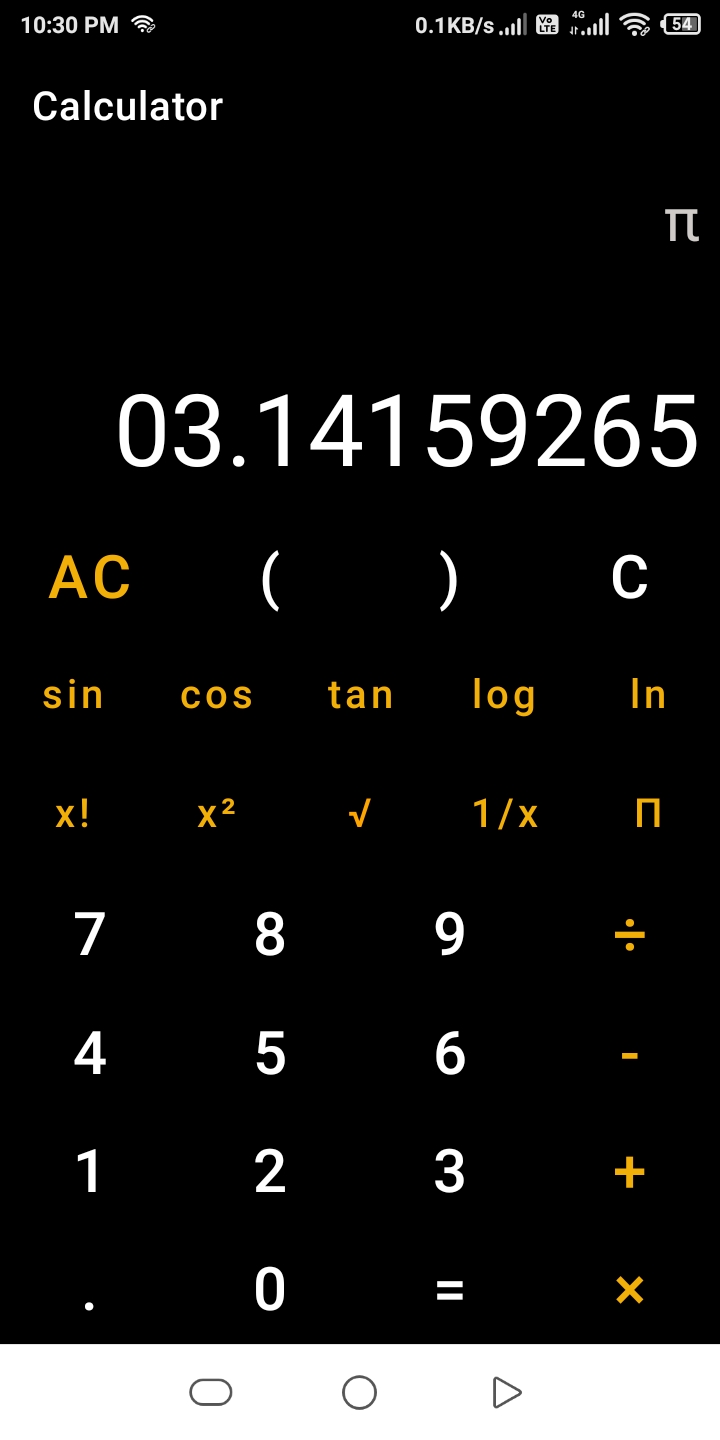 10:30 PM 0.1KB/s Vo LTE 4G 54
Calculator
π
03.14159265
AC ( ) C
sin cos tan log ln
x! x² √ 1/x Π
7 8 9 ÷
4 5 6 -
1 2 3 +
. 0 = ×